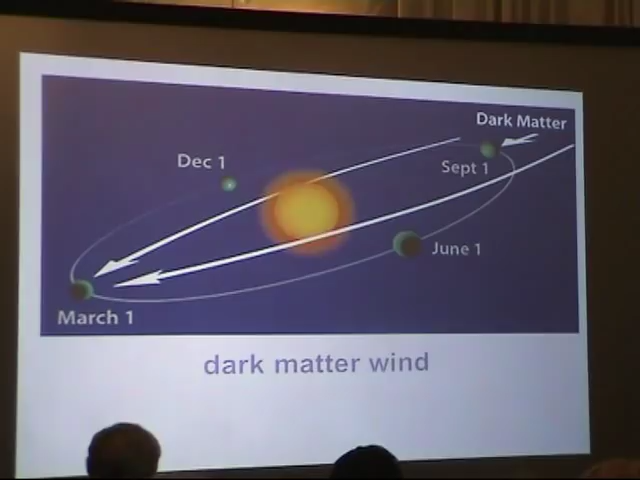 Dark Matter
Dec 1
Sept 1
June 1
March 1
dark matter wind